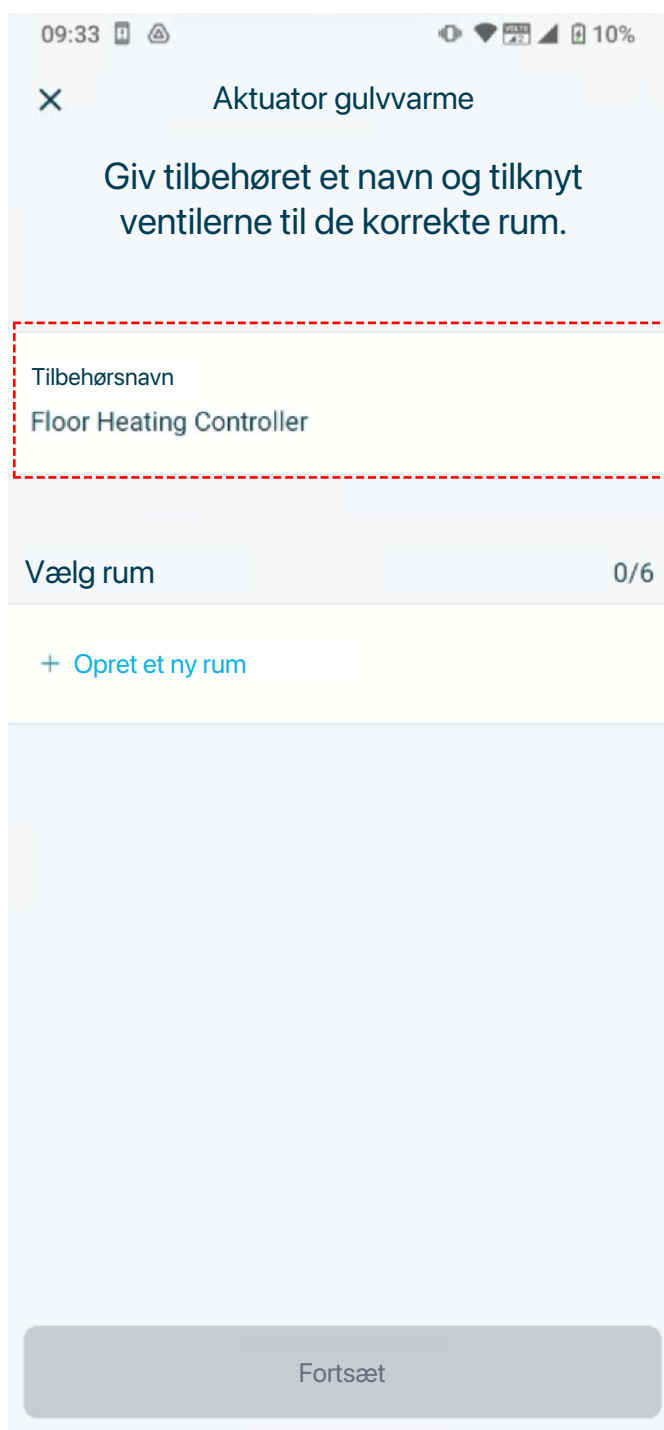 09:33 10%
Aktuator gulvvarme
Giv tilbehøret et navn og tilknyt
ventilerne til de korrekte rum.
Tilbehørsnavn
Floor Heating Controller
Vælg rum 0/6
+ Opret et ny rum
Fortsæt